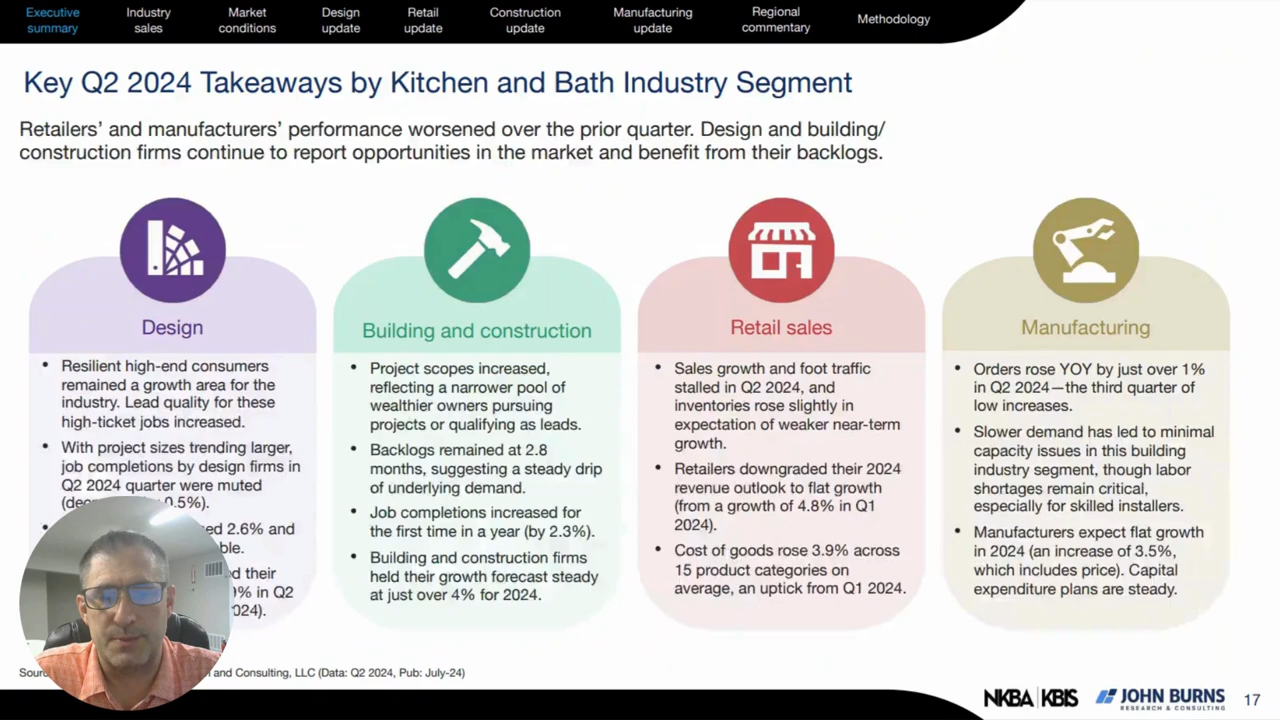 Executive
summary
Industry
sales
Market
conditions
Design
update
Retail
update
Construction
update
Manufacturing
update
Regional
commentary
Methodology
Key Q2 2024 Takeaways by Kitchen and Bath Industry Segment
Retailers’ and manufacturers’ performance worsened over the prior quarter. Design and building/
construction firms continue to report opportunities in the market and benefit from their backlogs.
Design
• Resilient high-end consumers
remained a growth area for the
industry. Lead quality for these
high-ticket jobs increased.
• With project sizes trending larger,
job completions by design firms in
Q2 2024 quarter were muted
0.5%).
2.6% and
their
in Q2
2024).
Building and construction
• Project scopes increased,
reflecting a narrower pool of
wealthier owners pursuing
projects or qualifying as leads.
• Backlogs remained at 2.8
months, suggesting a steady drip
of underlying demand.
• Job completions increased for
the first time in a year (by 2.3%).
• Building and construction firms
held their growth forecast steady
at just over 4% for 2024.
Retail sales
• Sales growth and foot traffic
stalled in Q2 2024, and
inventories rose slightly in
expectation of weaker near-term
growth.
• Retailers downgraded their 2024
revenue outlook to flat growth
(from a growth of 4.8% in Q1
2024).
• Cost of goods rose 3.9% across
15 product categories on
average, an uptick from Q1 2024.
Manufacturing
• Orders rose YOY by just over 1%
in Q2 2024—the third quarter of
low increases.
• Slower demand has led to minimal
capacity issues in this building
industry segment, though labor
shortages remain critical,
especially for skilled installers.
• Manufacturers expect flat growth
in 2024 (an increase of 3.5%,
which includes price). Capital
expenditure plans are steady.
and Consulting, LLC (Data: Q2 2024, Pub: July-24)
NKBA | KBIS
JOHN BURNS
RESEARCH & CONSULTING
17